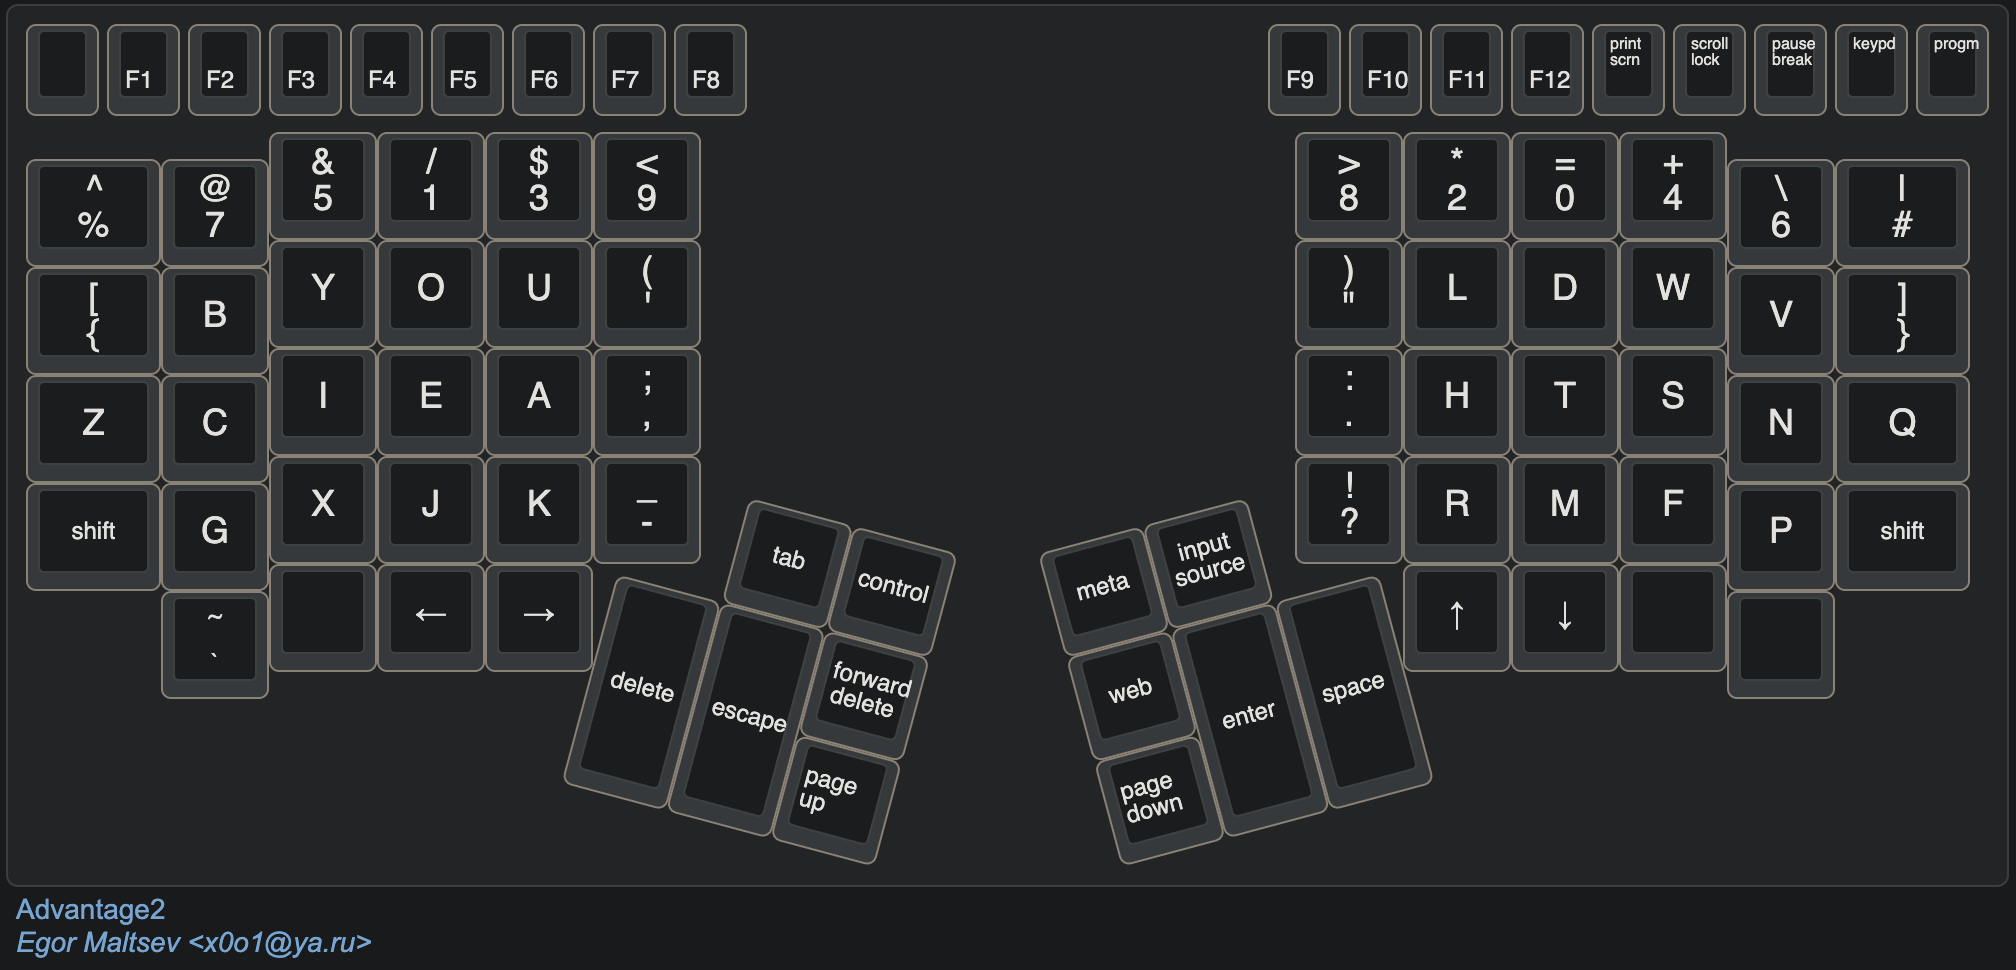 F1 F2 F3 F4 F5 F6 F7 F8 F9 F10 F11 F12 print scrn scroll lock pause break keypd progm
& / $ < > * = +
5 1 3 9 8 2 0 4
^ @ \ |
% 7 6 #
Y O U ( ) L D W
' "
[ B V ]
{ }
I E A ; : H T S
, .
Z C N Q
X J K _ ! R M F
- ?
shift G P shift
tab control meta input source
← → ↑ ↓
~
`
delete escape forward delete web enter space
page up page down
Advantage2
Egor Maltsev <x0o1@ya.ru>